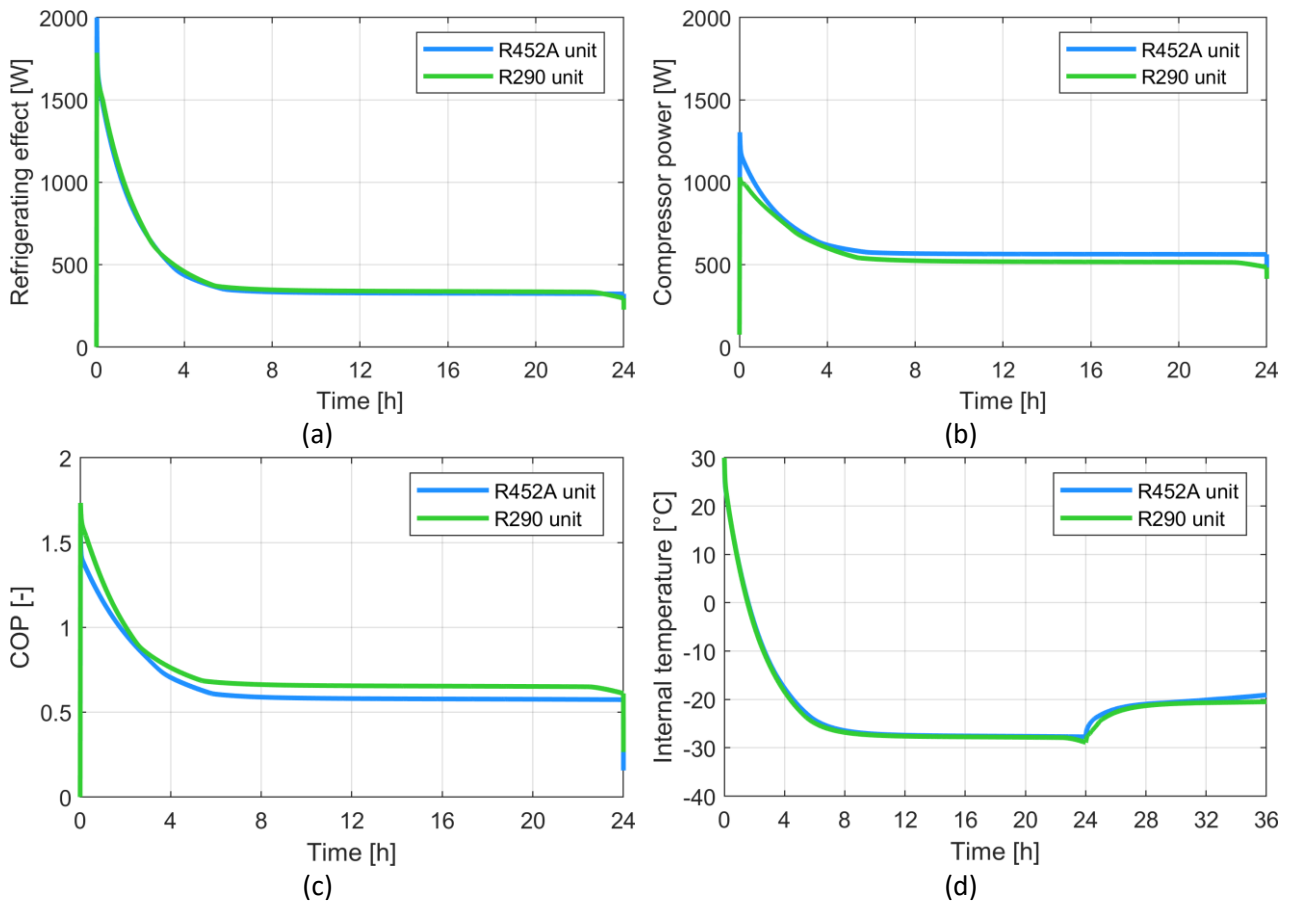 Refrigerating effect [W]
2000
1500
1000
500
0
0 4 8 12 16 20 24
Time [h]
R452A unit
R290 unit
(a)
Compressor power [W]
2000
1500
1000
500
0
0 4 8 12 16 20 24
Time [h]
R452A unit
R290 unit
(b)
COP [-]
2
1.5
1
0.5
0
0 4 8 12 16 20 24
Time [h]
R452A unit
R290 unit
(c)
Internal temperature [°C]
30
20
10
0
-10
-20
-30
-40
0 4 8 12 16 20 24 28 32 36
Time [h]
R452A unit
R290 unit
(d)